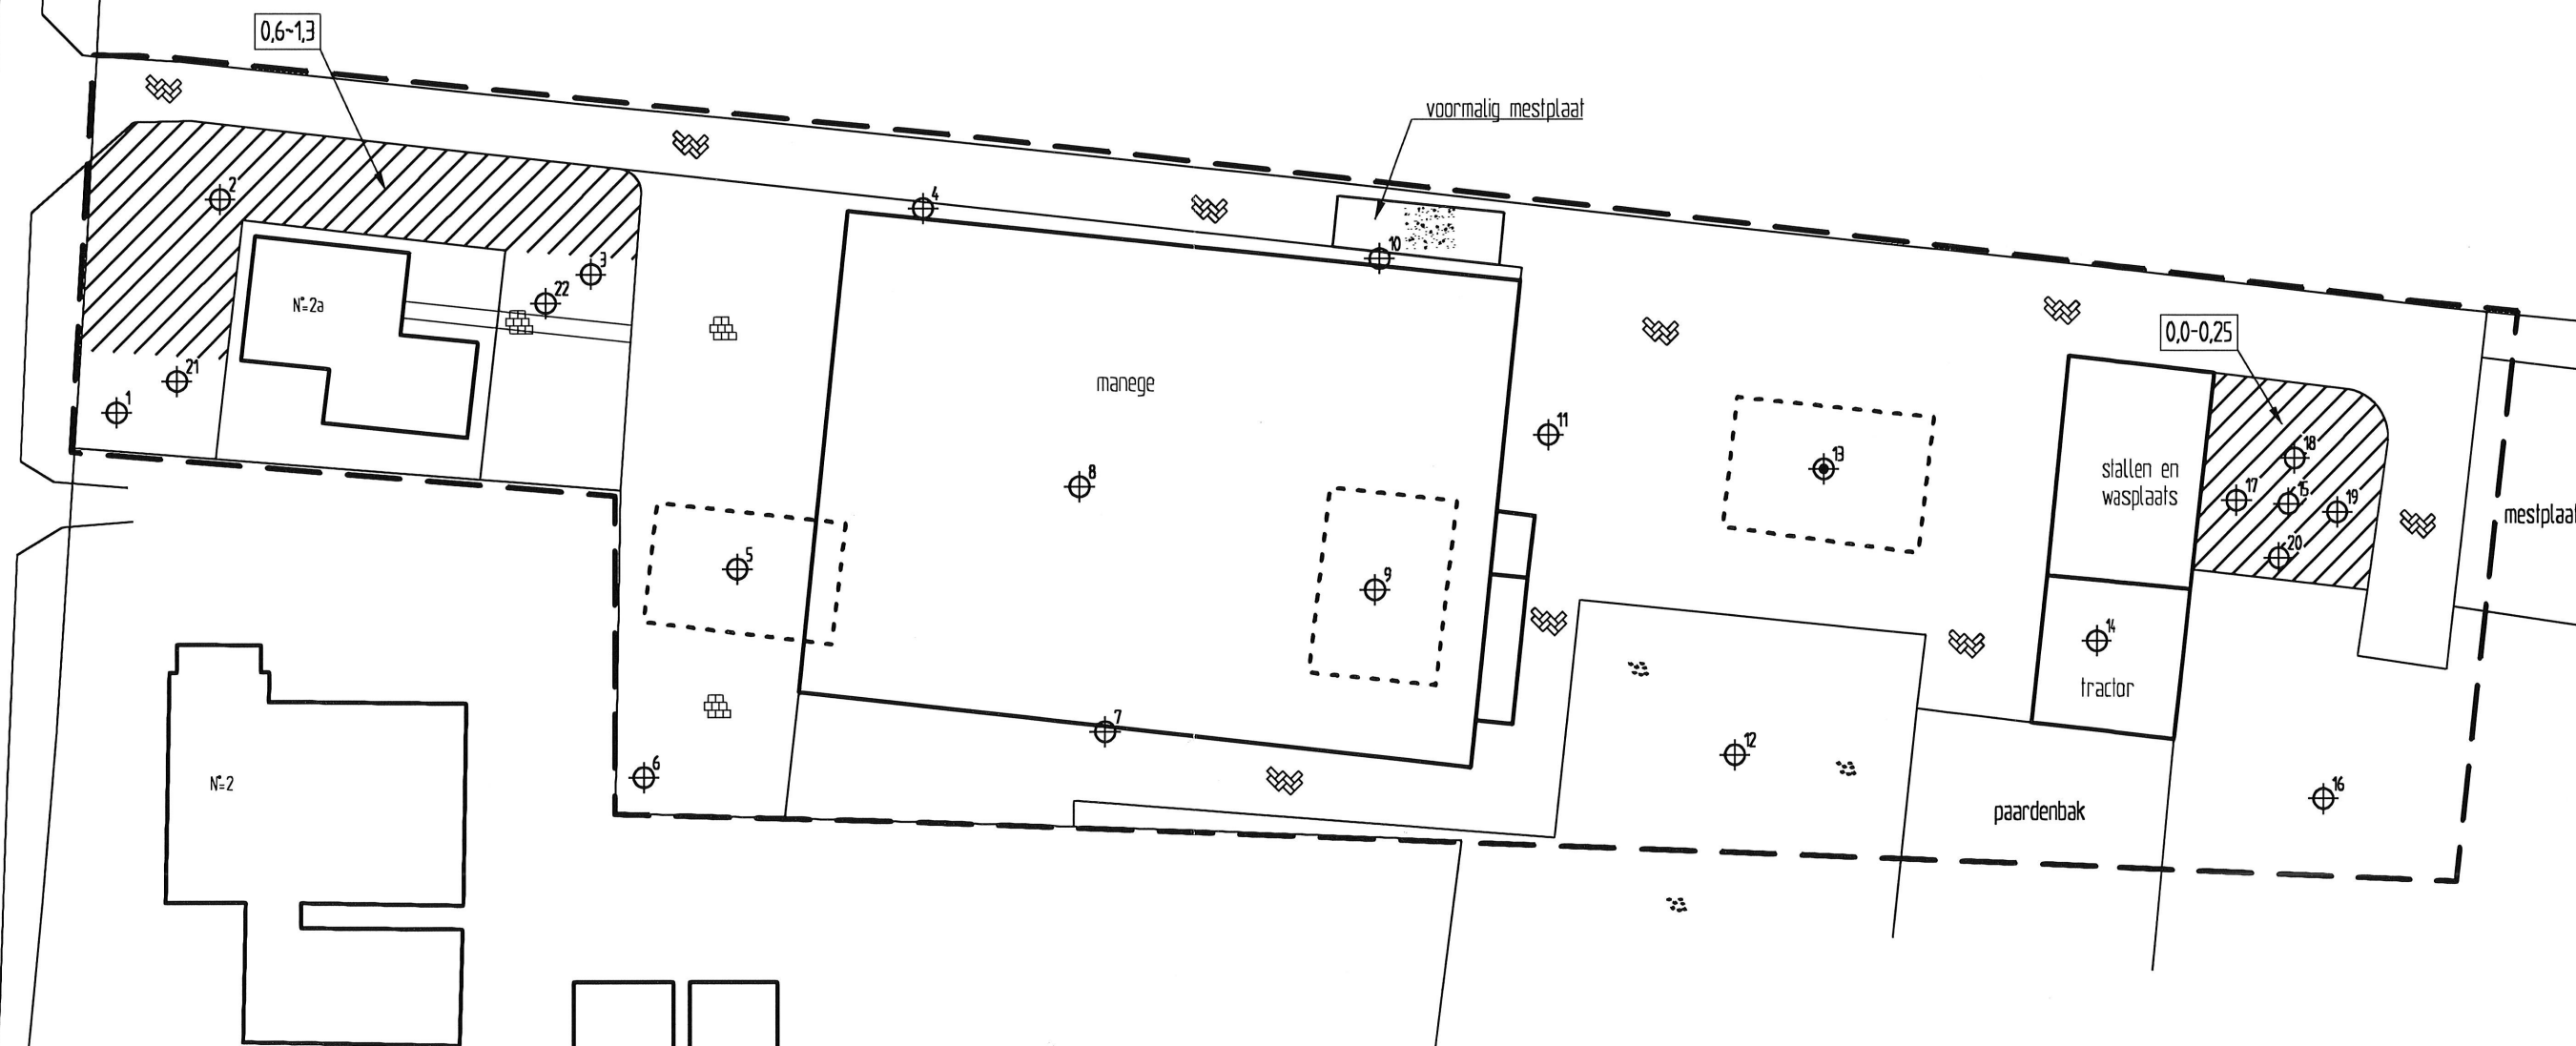 0,6~1,3
voormalig mestplaat
2
4
10
3
22
N°=2a
0,0-0,25
manege
21
1
11
13
18
stallen en
wasplaats
8
17
15
19
mestplaat
5
9
20
14
tractor
7
12
6
N°=2
16
paardenbak